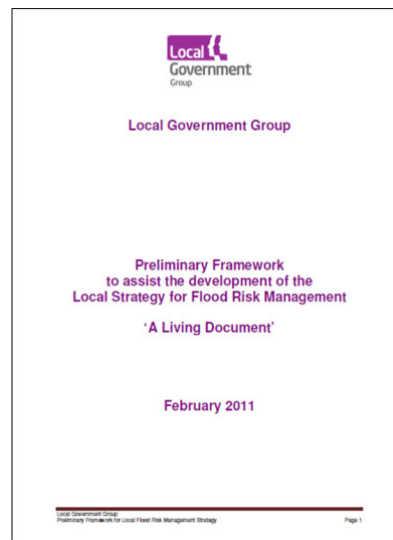 Local
Government
Group
Local Government Group
Preliminary Framework
to assist the development of the
Local Strategy for Flood Risk Management
‘A Living Document’
February 2011
Local Government Group
Preliminary Framework for Local Flood Risk Management Strategy Page 1